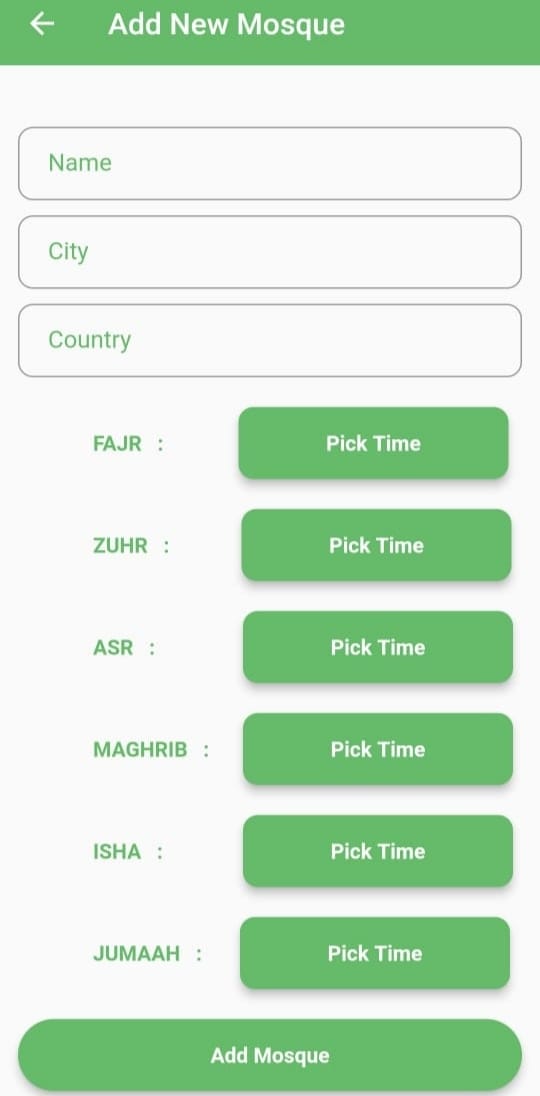 Add New Mosque
Name
City
Country
FAJR : Pick Time
ZUHR : Pick Time
ASR : Pick Time
MAGHRIB : Pick Time
ISHA : Pick Time
JUMAAH : Pick Time
Add Mosque